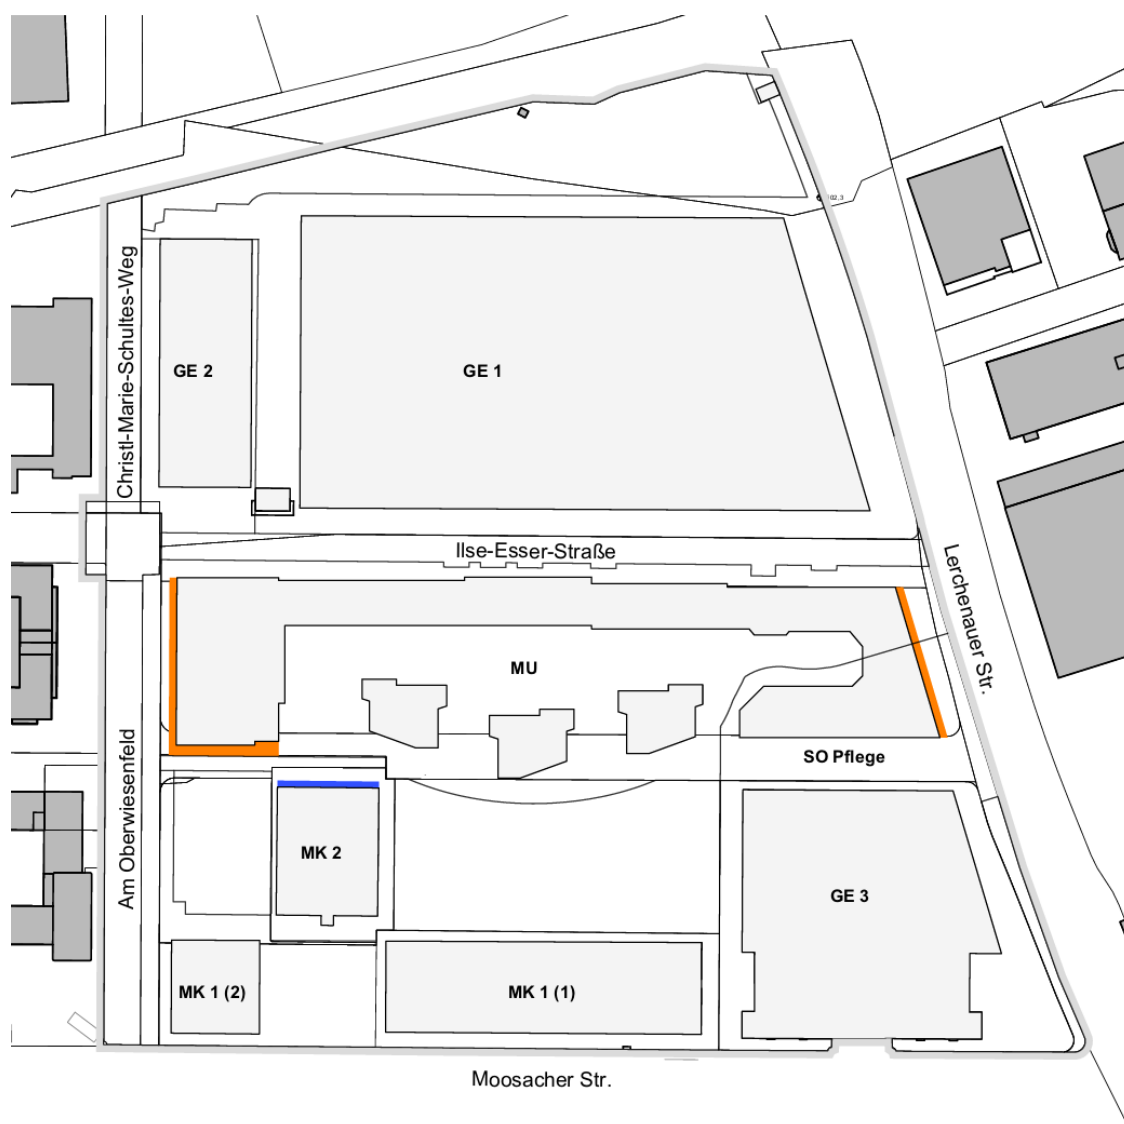 Christl-Marie-Schultes-Weg
GE 2
GE 1
Ilse-Esser-Straße
Lerchenauer Str.
MU
SO Pflege
Am Oberwiesenfeld
MK 2
GE 3
MK 1 (2)
MK 1 (1)
Moosacher Str.